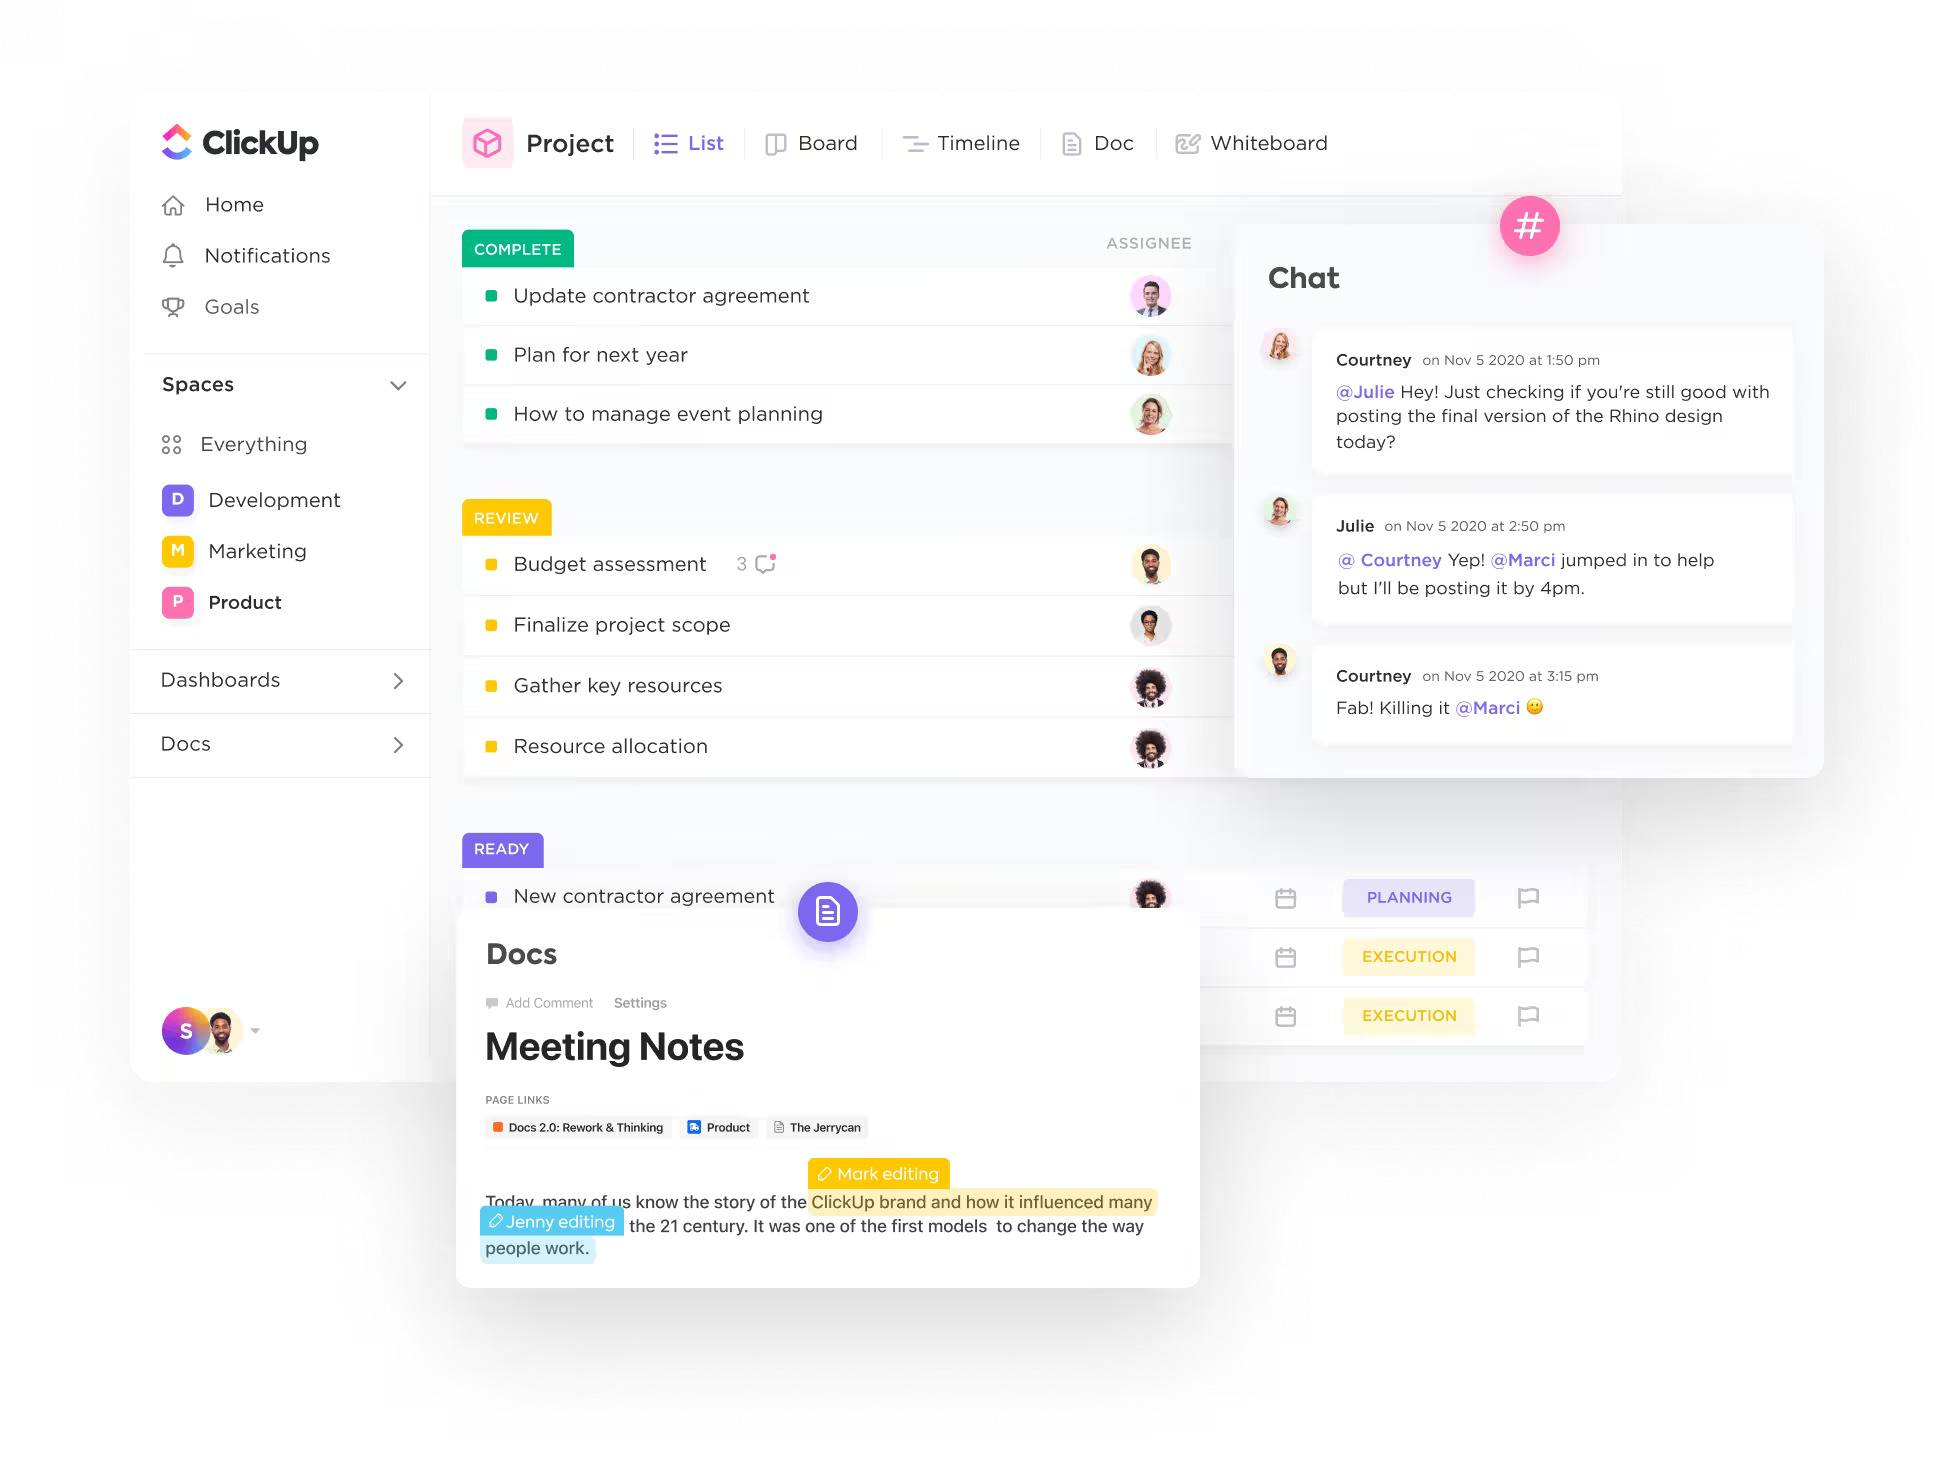 ClickUp
Home
Notifications
Goals
Spaces
Everything
D Development
M Marketing
P Product
Dashboards
Docs
S
Project
List
Board
Timeline
Doc
Whiteboard
COMPLETE
ASSIGNEE
Update contractor agreement
Plan for next year
How to manage event planning
REVIEW
Budget assessment 3
Finalize project scope
Gather key resources
Resource allocation
READY
New contractor agreement
PLANNING
EXECUTION
EXECUTION
#
Chat
Courtney on Nov 5 2020 at 1:50 pm
@Julie Hey! Just checking if you're still good with
posting the final version of the Rhino design
today?
Julie on Nov 5 2020 at 2:50 pm
@ Courtney Yep! @Marci jumped in to help
but I'll be posting it by 4pm.
Courtney on Nov 5 2020 at 3:15 pm
Fab! Killing it @Marci 🙂
Docs
Add Comment Settings
Meeting Notes
PAGE LINKS
Docs 2.0: Rework & Thinking
Product
The Jerrycan
Mark editing
Today, many of us know the story of the ClickUp brand and how it influenced many
Jenny editing
the 21 century. It was one of the first models to change the way
people work.